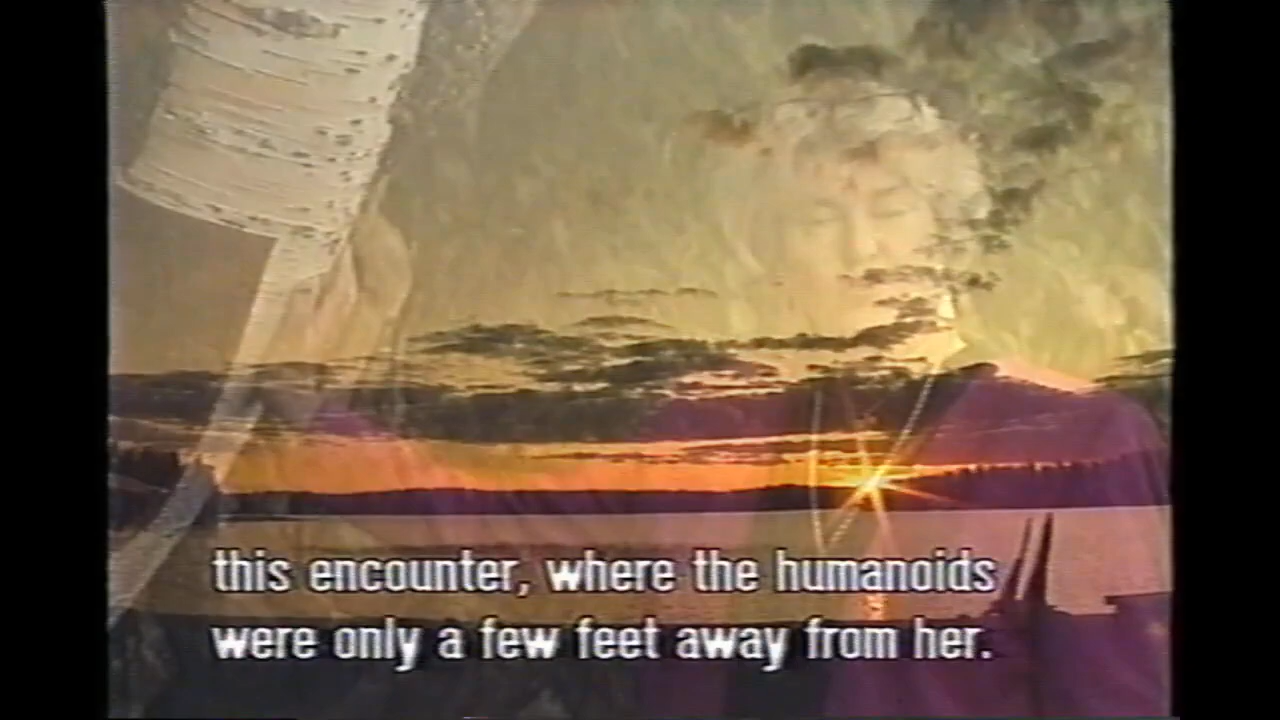 this encounter, where the humanoids
were only a few feet away from her.